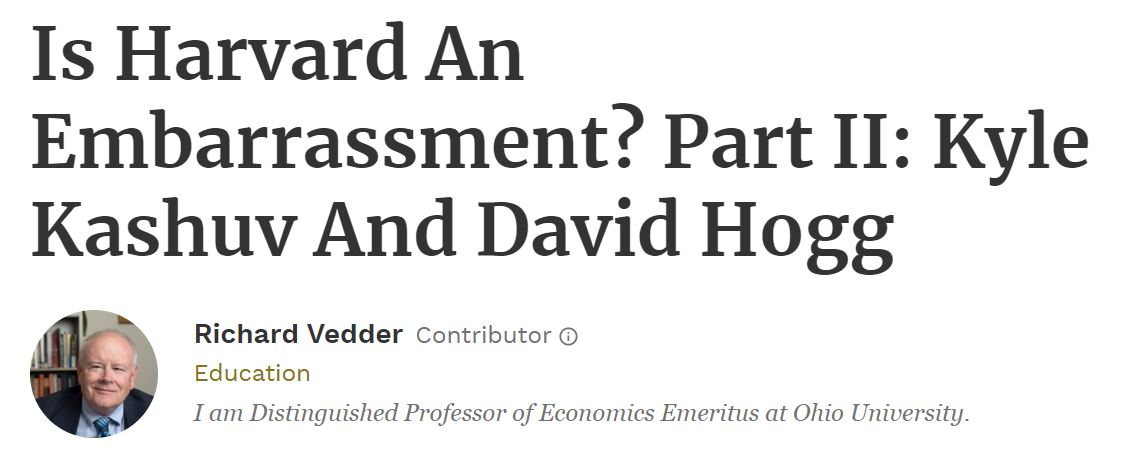 Is Harvard An
Embarrassment? Part II: Kyle
Kashuv And David Hogg
Richard Vedder Contributor
Education
I am Distinguished Professor of Economics Emeritus at Ohio University.